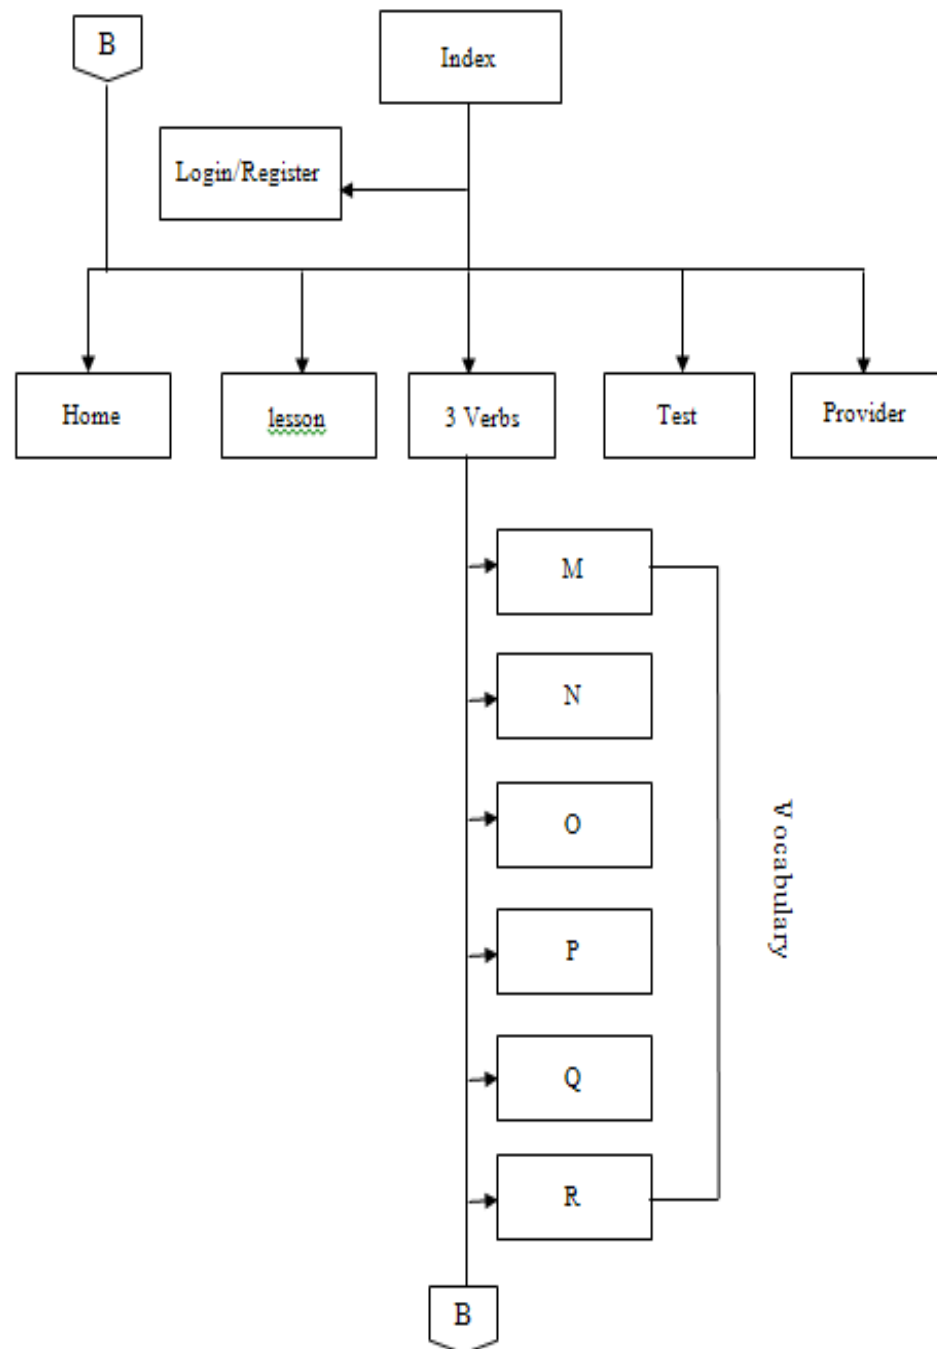 B
Index
Login/Register
Home
lesson
3 Verbs
Test
Provider
M
N
O
P
Q
R
Vocabulary
B